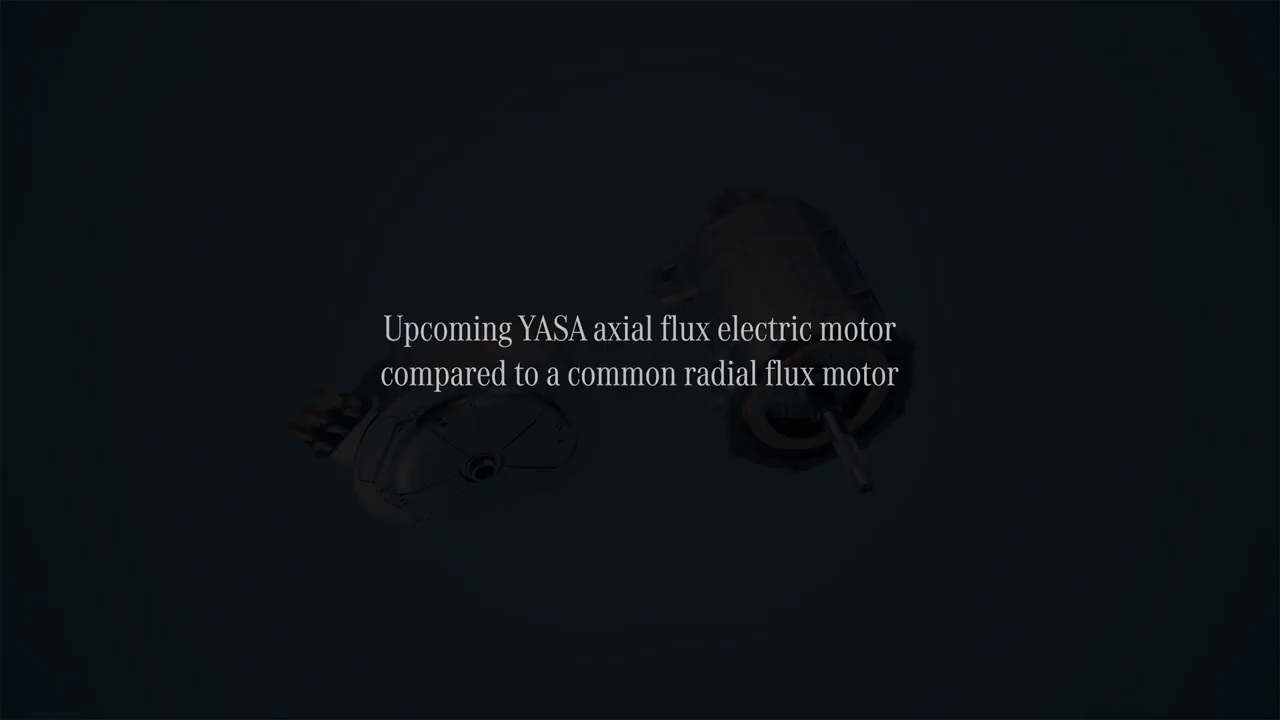 Upcoming YASA axial flux electric motor
compared to a common radial flux motor